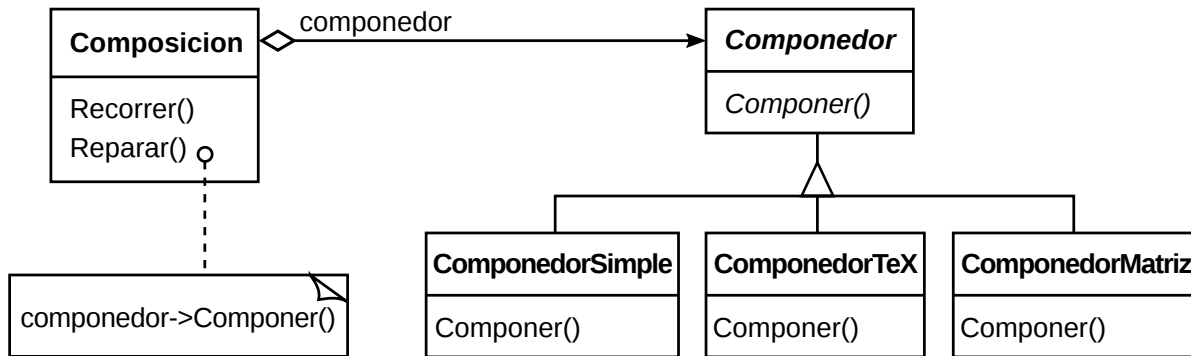 Composicion
Recorrer()
Reparar()
componedor
Componedor
Componer()
componedor->Componer()
ComponedorSimple
Componer()
ComponedorTeX
Componer()
ComponedorMatriz
Componer()